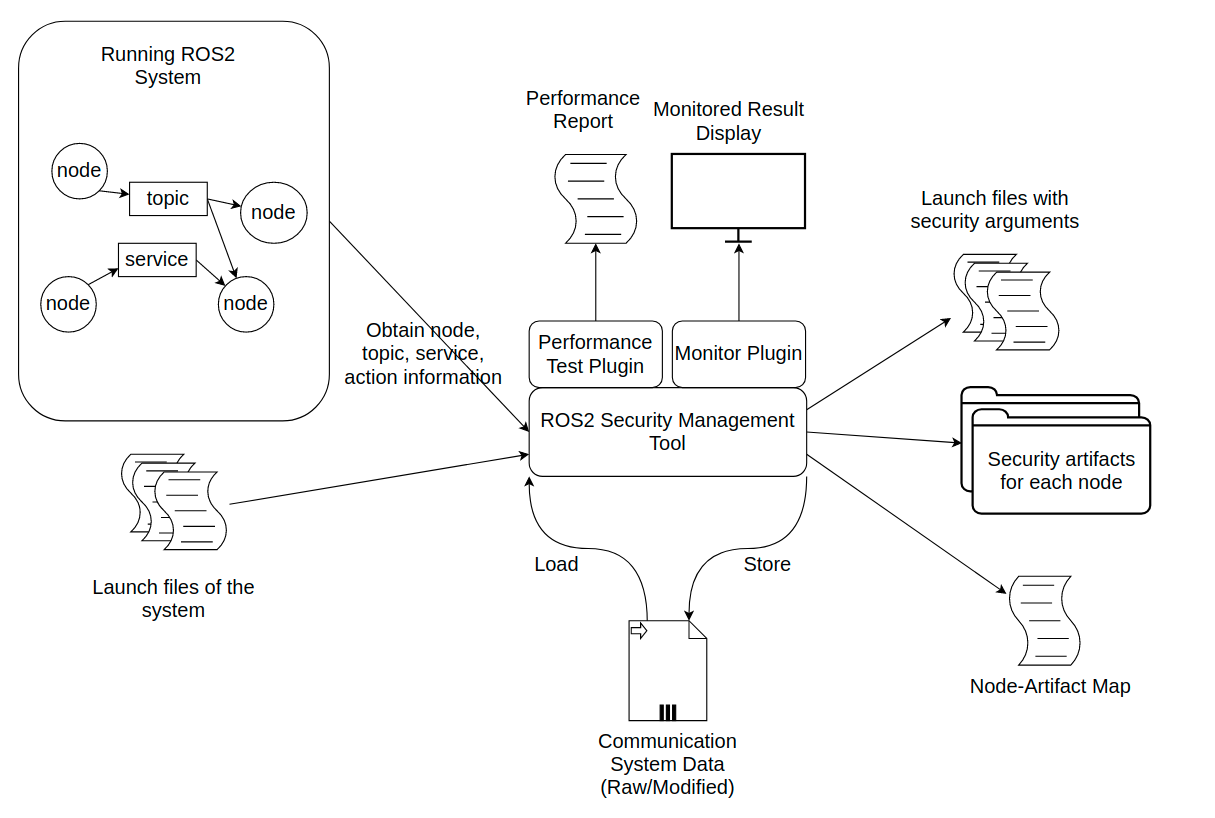 Running ROS2
System
node
topic
node
service
node
node
Performance
Report
Monitored Result
Display
Launch files with
security arguments
Obtain node,
topic, service,
action information
Performance
Test Plugin
Monitor Plugin
ROS2 Security Management
Tool
Security artifacts
for each node
Launch files of the
system
Load
Store
Node-Artifact Map
Communication
System Data
(Raw/Modified)